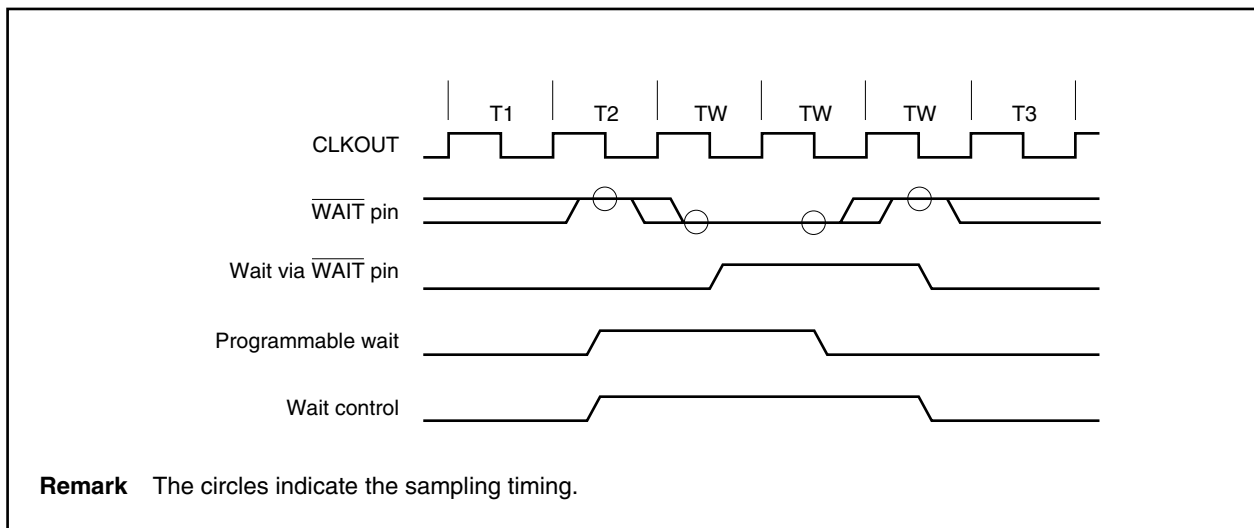 T1 T2 TW TW TW T3
CLKOUT
WAIT pin
Wait via WAIT pin
Programmable wait
Wait control
Remark The circles indicate the sampling timing.